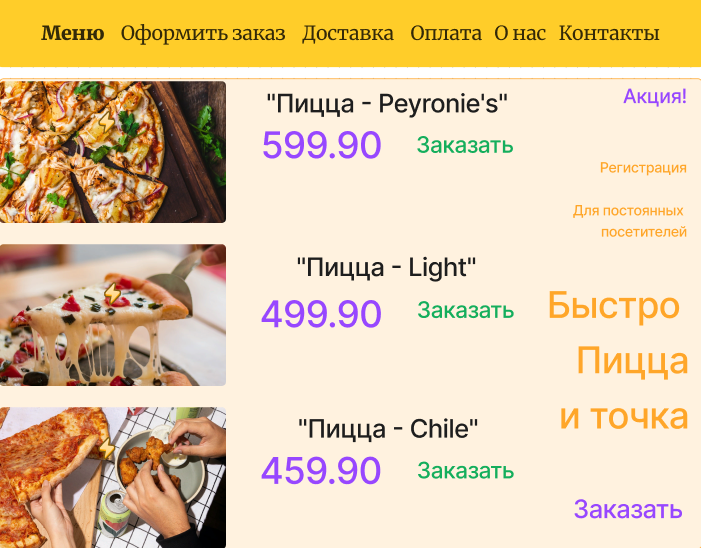 Меню Оформить заказ Доставка Оплата О нас Контакты
"Пицца - Peyronie's"
599.90 Заказать
"Пицца - Light"
499.90 Заказать
"Пицца - Chile"
459.90 Заказать
Акция!
Регистрация
Для постоянных
посетителей
Быстро
Пицца
и точка
Заказать